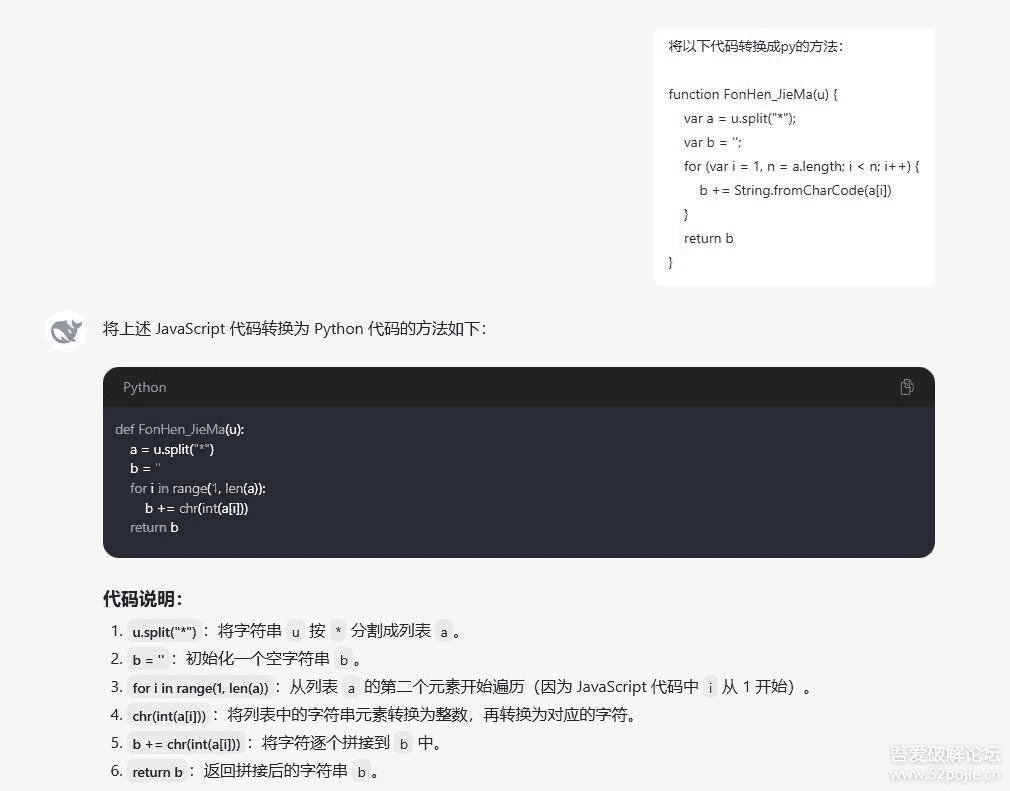 将以下代码转换成py的方法：
function FonHen_JieMa(u) {
var a = u.split("*");
var b = '';
for (var i = 1, n = a.length; i < n; i++) {
b += String.fromCharCode(a[i])
}
return b
}
将上述 JavaScript 代码转换为 Python 代码的方法如下：
Python
def FonHen_JieMa(u):
a = u.split("*")
b = ''
for i in range(1, len(a)):
b += chr(int(a[i]))
return b
代码说明：
1. u.split("*")： 将字符串 u 按 * 分割成列表 a 。
2. b = ''： 初始化一个空字符串 b 。
3. for i in range(1, len(a))： 从列表 a 的第二个元素开始遍历（因为 JavaScript 代码中 i 从 1 开始）。
4. chr(int(a[i]))： 将列表中的字符串元素转换为整数，再转换为对应的字符。
5. b += chr(int(a[i]))： 将字符逐个拼接到 b 中。
6. return b： 返回拼接后的字符串 b 。
吾爱破解论坛
www.52pojie.cn